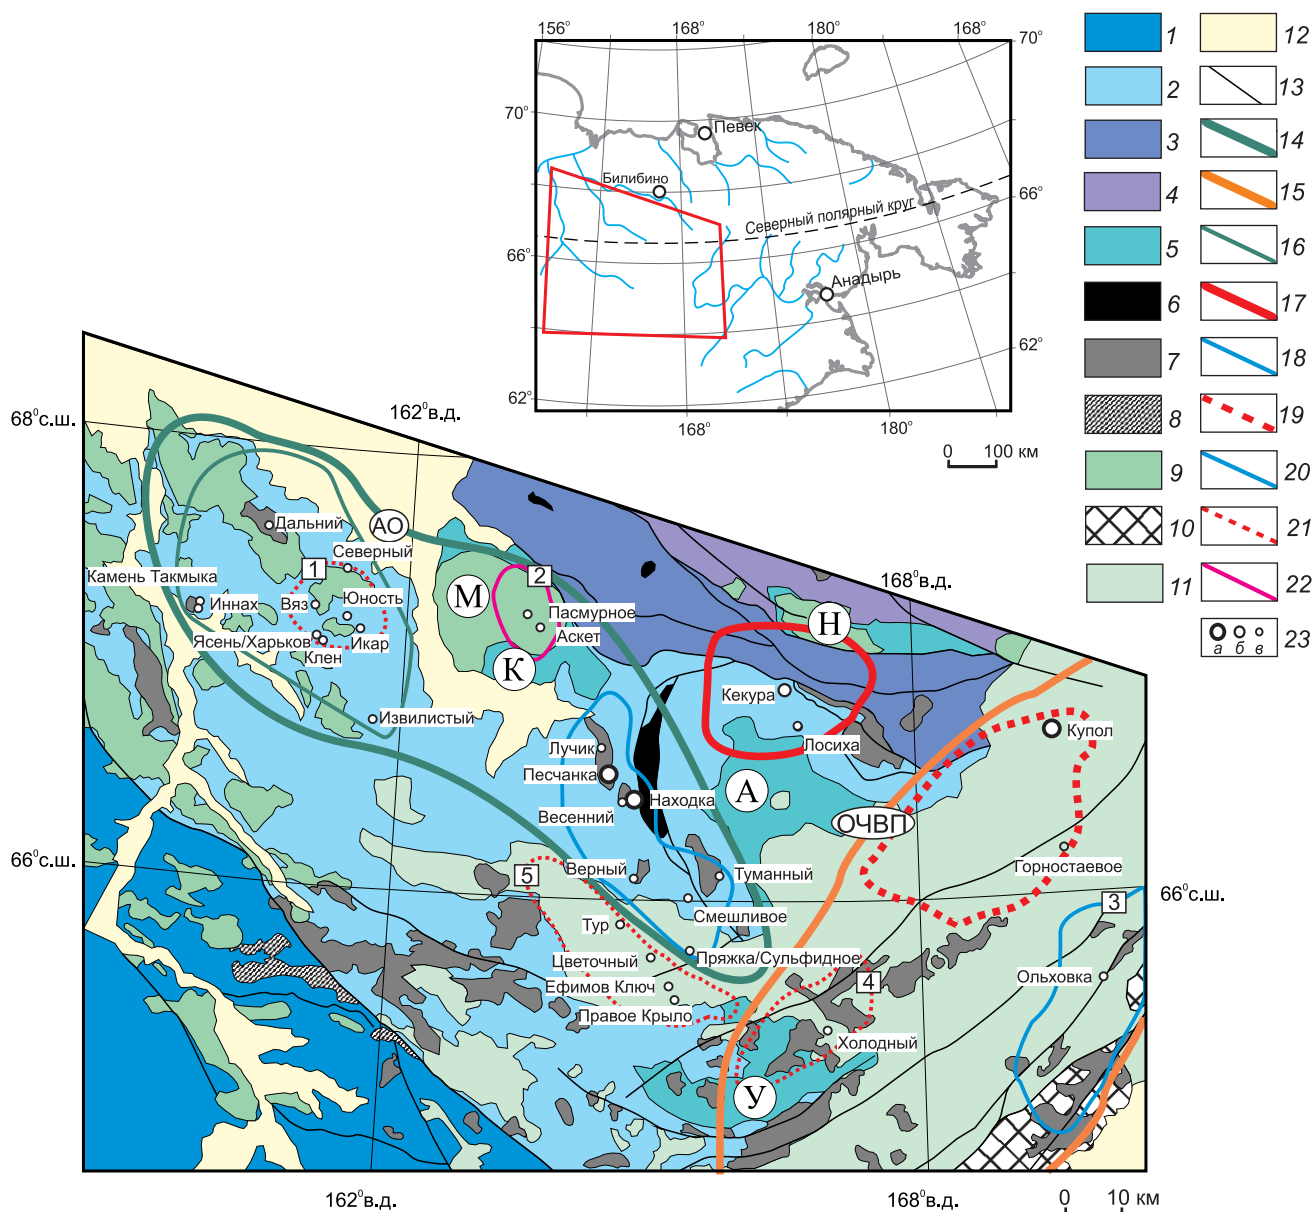 156°
168°
180°
168°
70°
70°
Певек
Билибино
66°
Северный полярный круг
66°
Анадырь
62°
62°
168°
180°
0 100 км
1
2
3
4
5
6
7
8
9
10
11
12
13
14
15
16
17
18
19
20
21
22
а б в 23
68°с.ш.
162°в.д.
168°в.д.
АО
Дальний
Северный
1
2
Камень Такмыка
М
Н
Иннах
Вяз
Юность
Пасмурное
Аскет
Ясень/Харьков
Икар
Клен
К
Кекура
Извилистый
Лосиха
Купол
Лучик
Песчанка
Находка
А
Весенний
ОЧВП
66°с.ш.
5
Верный
Туманный
Горностаевое
66°с.ш.
3
Смешливое
Тур
Цветочный
Пряжка/Сульфидное
Ефимов Ключ
4
Ольховка
Правое Крыло
Холодный
У
162°в.д.
168°в.д.
0 10 км